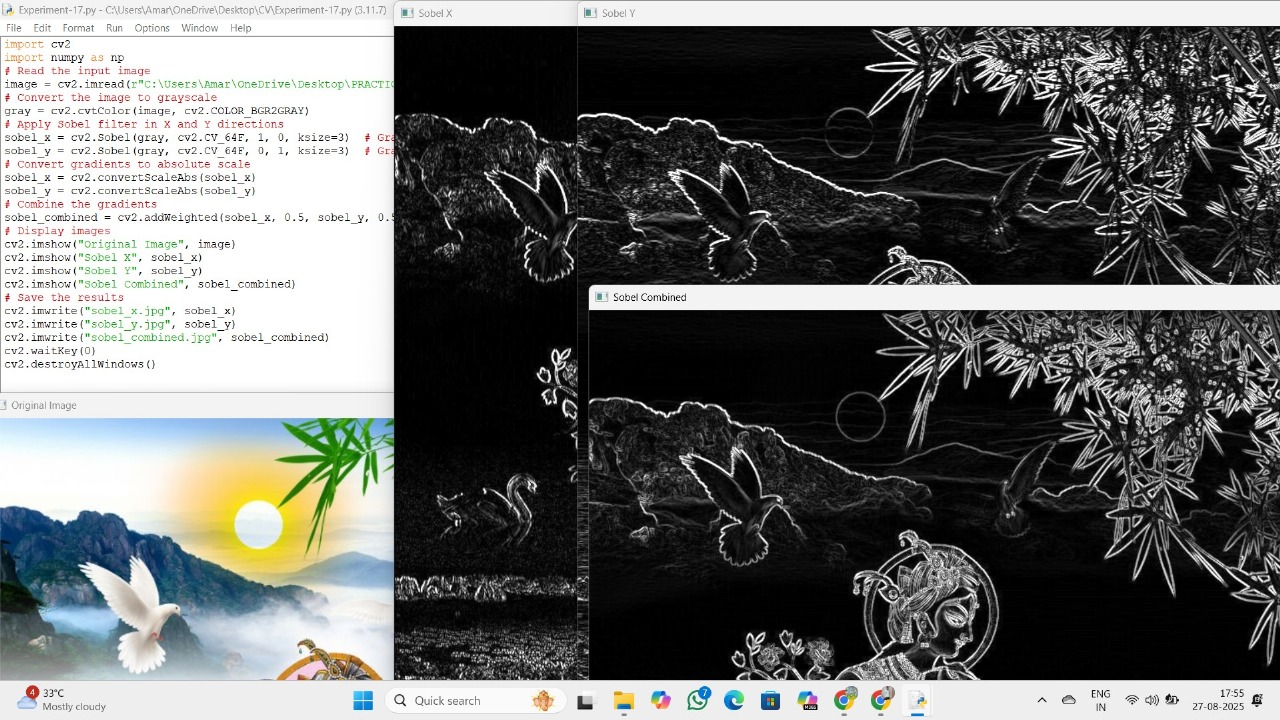 Experiment-17.py - C:\Users\Amar\OneDrive\Desktop\CV\Experiment-17.py (3.11.7)
File Edit Format Run Options Window Help
import cv2
import numpy as np
# Read the input image
image = cv2.imread(r"C:\Users\Amar\OneDrive\Desktop\PRACTIC
# Convert the image to grayscale
gray = cv2.cvtColor(image, cv2.COLOR_BGR2GRAY)
# Apply Sobel filter in X and Y directions
sobel_x = cv2.Sobel(gray, cv2.CV_64F, 1, 0, ksize=3)  # Gra
sobel_y = cv2.Sobel(gray, cv2.CV_64F, 0, 1, ksize=3)  # Gra
# Convert gradients to absolute scale
sobel_x = cv2.convertScaleAbs(sobel_x)
sobel_y = cv2.convertScaleAbs(sobel_y)
# Combine the gradients
sobel_combined = cv2.addWeighted(sobel_x, 0.5, sobel_y, 0.5
# Display images
cv2.imshow("Original Image", image)
cv2.imshow("Sobel X", sobel_x)
cv2.imshow("Sobel Y", sobel_y)
cv2.imshow("Sobel Combined", sobel_combined)
# Save the results
cv2.imwrite("sobel_x.jpg", sobel_x)
cv2.imwrite("sobel_y.jpg", sobel_y)
cv2.imwrite("sobel_combined.jpg", sobel_combined)
cv2.waitKey(0)
cv2.destroyAllWindows()
Original Image
Sobel X
Sobel Y
Sobel Combined
4
33°C
Mostly cloudy
Quick search
7
M365
ENG
IN
17:55
27-08-2025